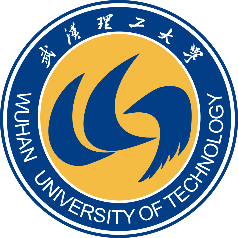 武漢理工大學
WUHAN UNIVERSITY OF TECHNOLOGY